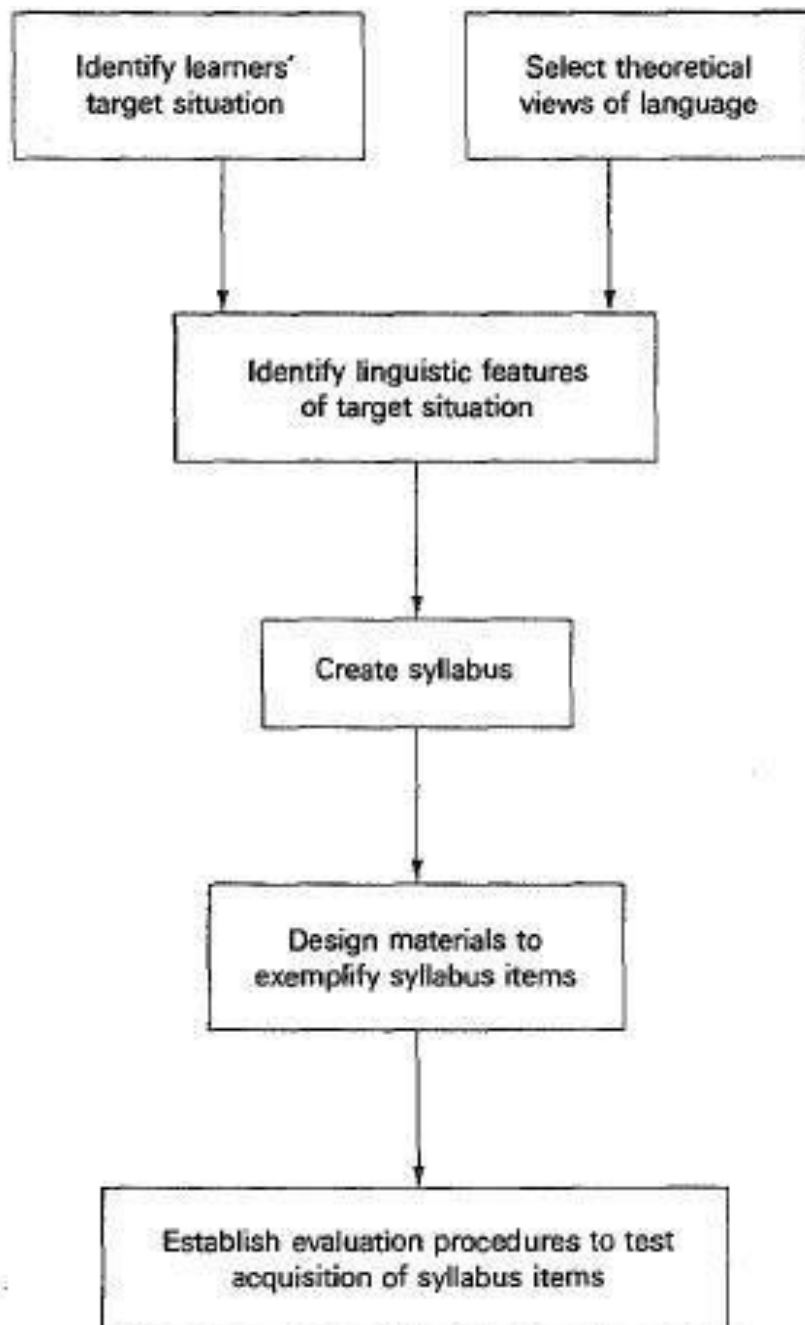 Identify learners'
target situation
Select theoretical
views of language
Identify linguistic features
of target situation
Create syllabus
Design materials to
exemplify syllabus items
Establish evaluation procedures to test
acquisition of syllabus items